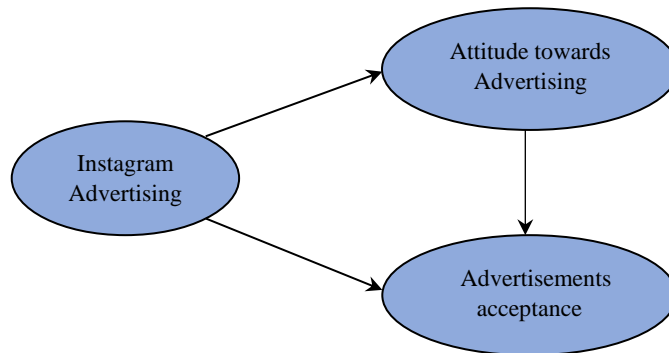 Attitude towards
Advertising
Instagram
Advertising
Advertisements
acceptance